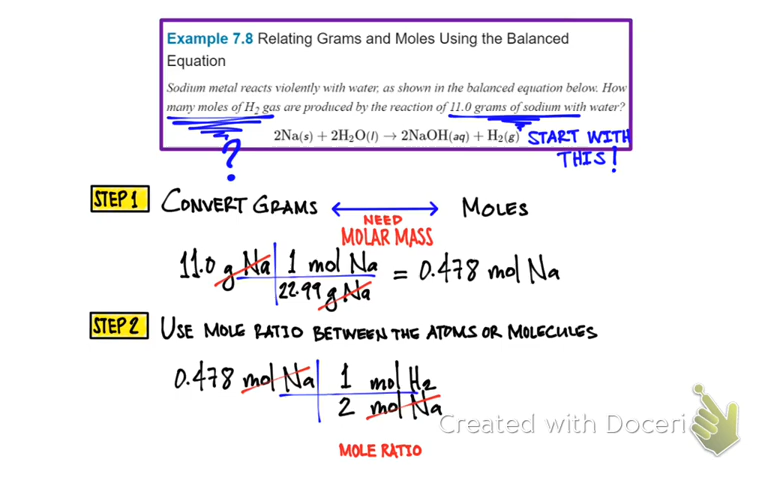 Example 7.8 Relating Grams and Moles Using the Balanced
Equation
Sodium metal reacts violently with water, as shown in the balanced equation below. How
many moles of H₂ gas are produced by the reaction of 11.0 grams of sodium with water?
2Na(s) + 2H₂O(l) → 2NaOH(aq) + H₂(g)
START WITH
THIS!
?
STEP 1 CONVERT GRAMS ⟷ MOLES
NEED
MOLAR MASS
11.0 g Na | 1 mol Na = 0.478 mol Na
22.99 g Na
STEP 2 USE MOLE RATIO BETWEEN THE ATOMS OR MOLECULES
0.478 mol Na | 1 mol H₂
2 mol Na
Created with Doceri
MOLE RATIO